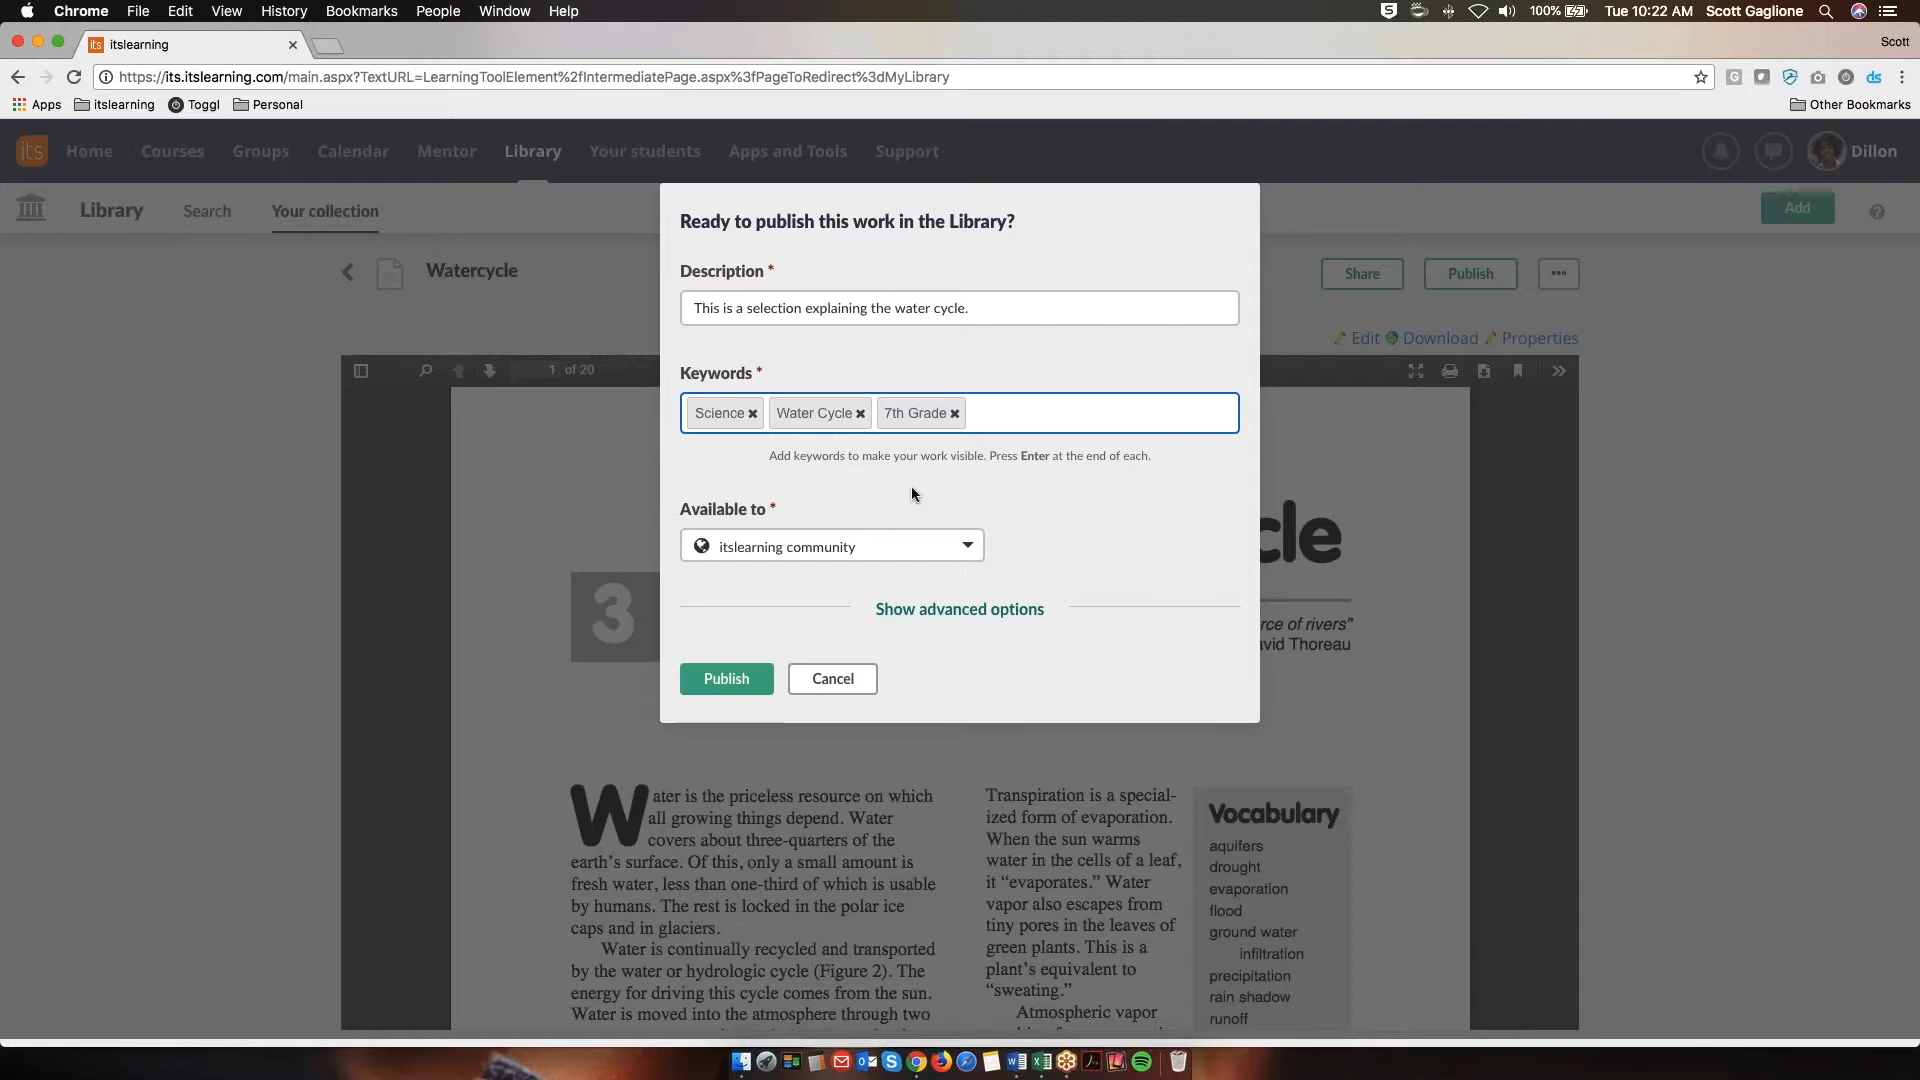 Chrome File Edit View History Bookmarks People Window Help 100% Tue 10:22 AM Scott Gaglione
its itslearning Scott
https://its.itslearning.com/main.aspx?TextURL=LearningToolElement%2fIntermediatePage.aspx%3fPageToRedirect%3dMyLibrary
Apps itslearning Toggl Personal Other Bookmarks
its Home Courses Groups Calendar Mentor Library Your students Apps and Tools Support Dillon
Library Search Your collection Add
Watercycle Share Publish
Edit Download Properties
1 of 20
Ready to publish this work in the Library?
Description *
This is a selection explaining the water cycle.
Keywords *
Science Water Cycle 7th Grade
Add keywords to make your work visible. Press Enter at the end of each.
Available to *
itslearning community
Show advanced options
Publish Cancel
cle
3
rce of rivers"
vid Thoreau
Water is the priceless resource on which
all growing things depend. Water
covers about three-quarters of the
earth's surface. Of this, only a small amount is
fresh water, less than one-third of which is usable
by humans. The rest is locked in the polar ice
caps and in glaciers.
Water is continually recycled and transported
by the water or hydrologic cycle (Figure 2). The
energy for driving this cycle comes from the sun.
Water is moved into the atmosphere through two
Transpiration is a special-
ized form of evaporation.
When the sun warms
water in the cells of a leaf,
it “evaporates.” Water
vapor also escapes from
tiny pores in the leaves of
green plants. This is a
plant's equivalent to
“sweating.”
Atmospheric vapor
Vocabulary
aquifers
drought
evaporation
flood
ground water
infiltration
precipitation
rain shadow
runoff